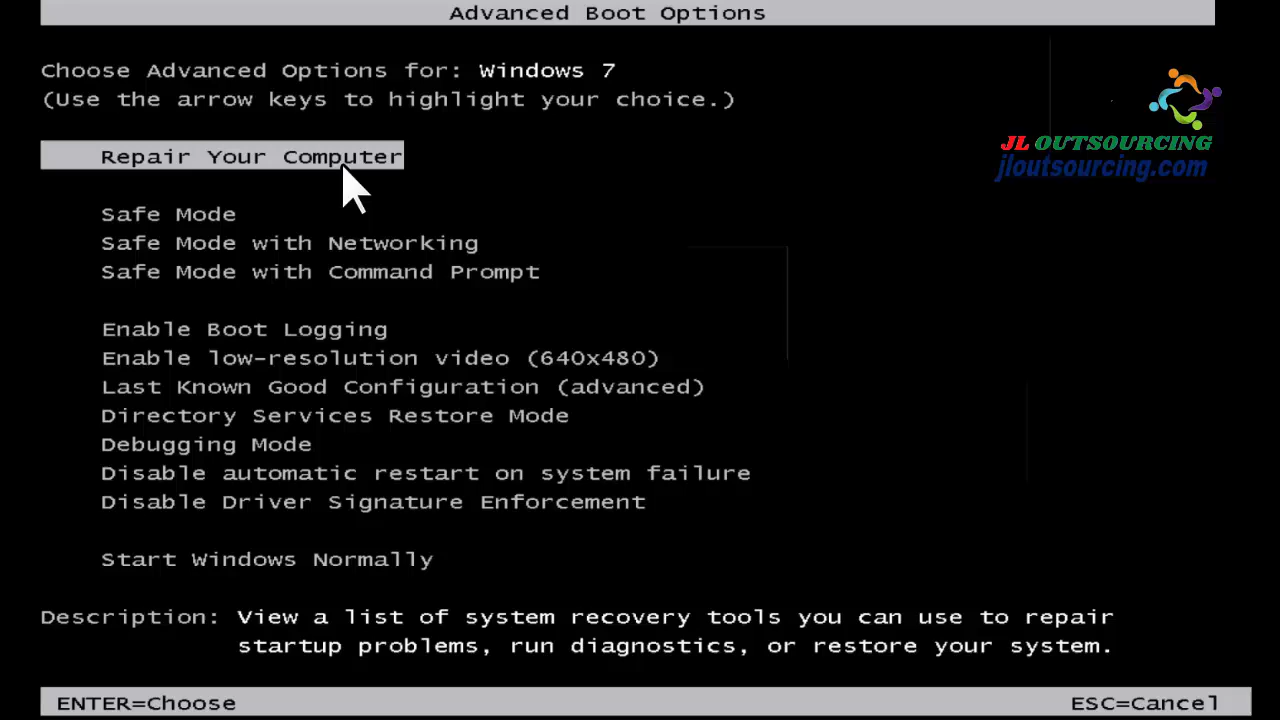 Advanced Boot Options
Choose Advanced Options for: Windows 7
(Use the arrow keys to highlight your choice.)
JL OUTSOURCING
jloutsourcing.com
Repair Your Computer
Safe Mode
Safe Mode with Networking
Safe Mode with Command Prompt
Enable Boot Logging
Enable low-resolution video (640x480)
Last Known Good Configuration (advanced)
Directory Services Restore Mode
Debugging Mode
Disable automatic restart on system failure
Disable Driver Signature Enforcement
Start Windows Normally
Description: View a list of system recovery tools you can use to repair
startup problems, run diagnostics, or restore your system.
ENTER=Choose ESC=Cancel